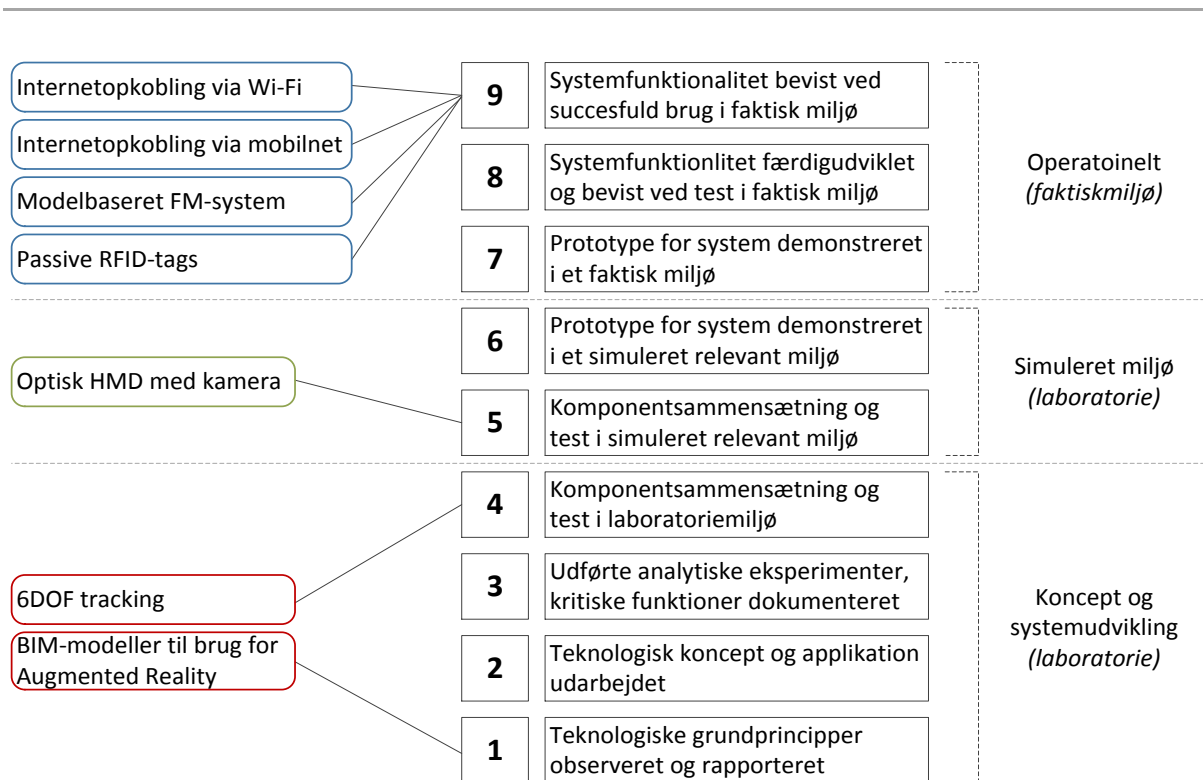 Internetopkobling via Wi-Fi
Internetopkobling via mobilnet
Modelbaseret FM-system
Passive RFID-tags
9
Systemfunktionalitet bevist ved
succesfuld brug i faktisk miljø
8
Systemfunktionlitet færdigudviklet
og bevist ved test i faktisk miljø
7
Prototype for system demonstreret
i et faktisk miljø
Operatoinelt
(faktiskmiljø)
Optisk HMD med kamera
6
Prototype for system demonstreret
i et simuleret relevant miljø
5
Komponentsammensætning og
test i simuleret relevant miljø
Simuleret miljø
(laboratorie)
6DOF tracking
BIM-modeller til brug for
Augmented Reality
4
Komponentsammensætning og
test i laboratoriemiljø
3
Udførte analytiske eksperimenter,
kritiske funktioner dokumenteret
2
Teknologisk koncept og applikation
udarbejdet
1
Teknologiske grundprincipper
observeret og rapporteret
Koncept og
systemudvikling
(laboratorie)